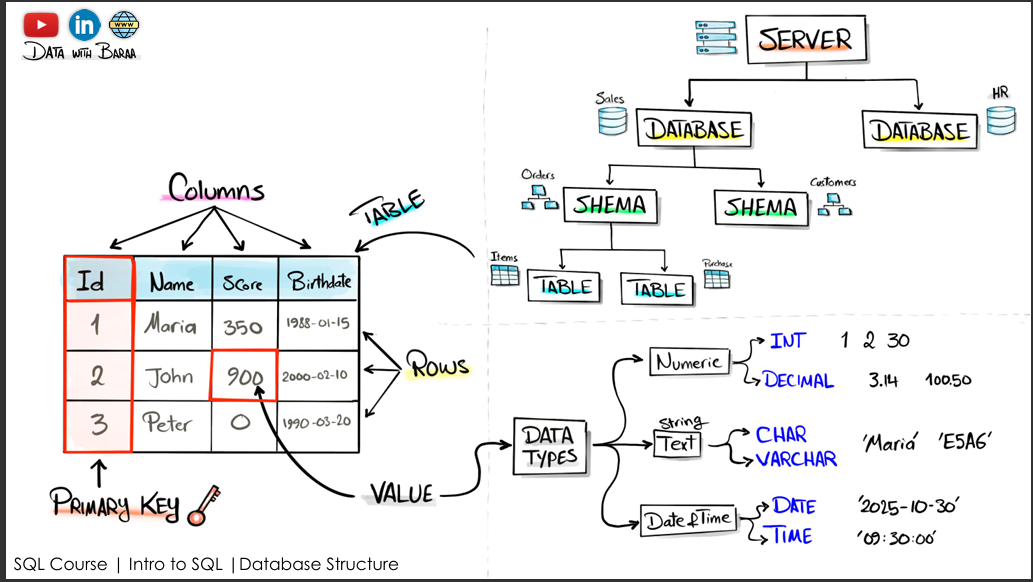 WWW
DATA WITH BARAA
SERVER
Sales
HR
DATABASE
DATABASE
Orders
Customers
SHEMA
SHEMA
Items
Purchase
TABLE
TABLE
Columns
TABLE
Id Name Score Birthdate
1 Maria 350 1988-01-15
2 John 900 2000-02-10
3 Peter 0 1990-03-20
ROWS
PRIMARY KEY
VALUE
DATA
TYPES
Numeric
INT 1 2 30
DECIMAL 3.14 100.50
String
Text
CHAR
VARCHAR
'Maria' 'E5A6'
Date & Time
DATE '2025-10-30'
TIME '09:30:00'
SQL Course | Intro to SQL |Database Structure